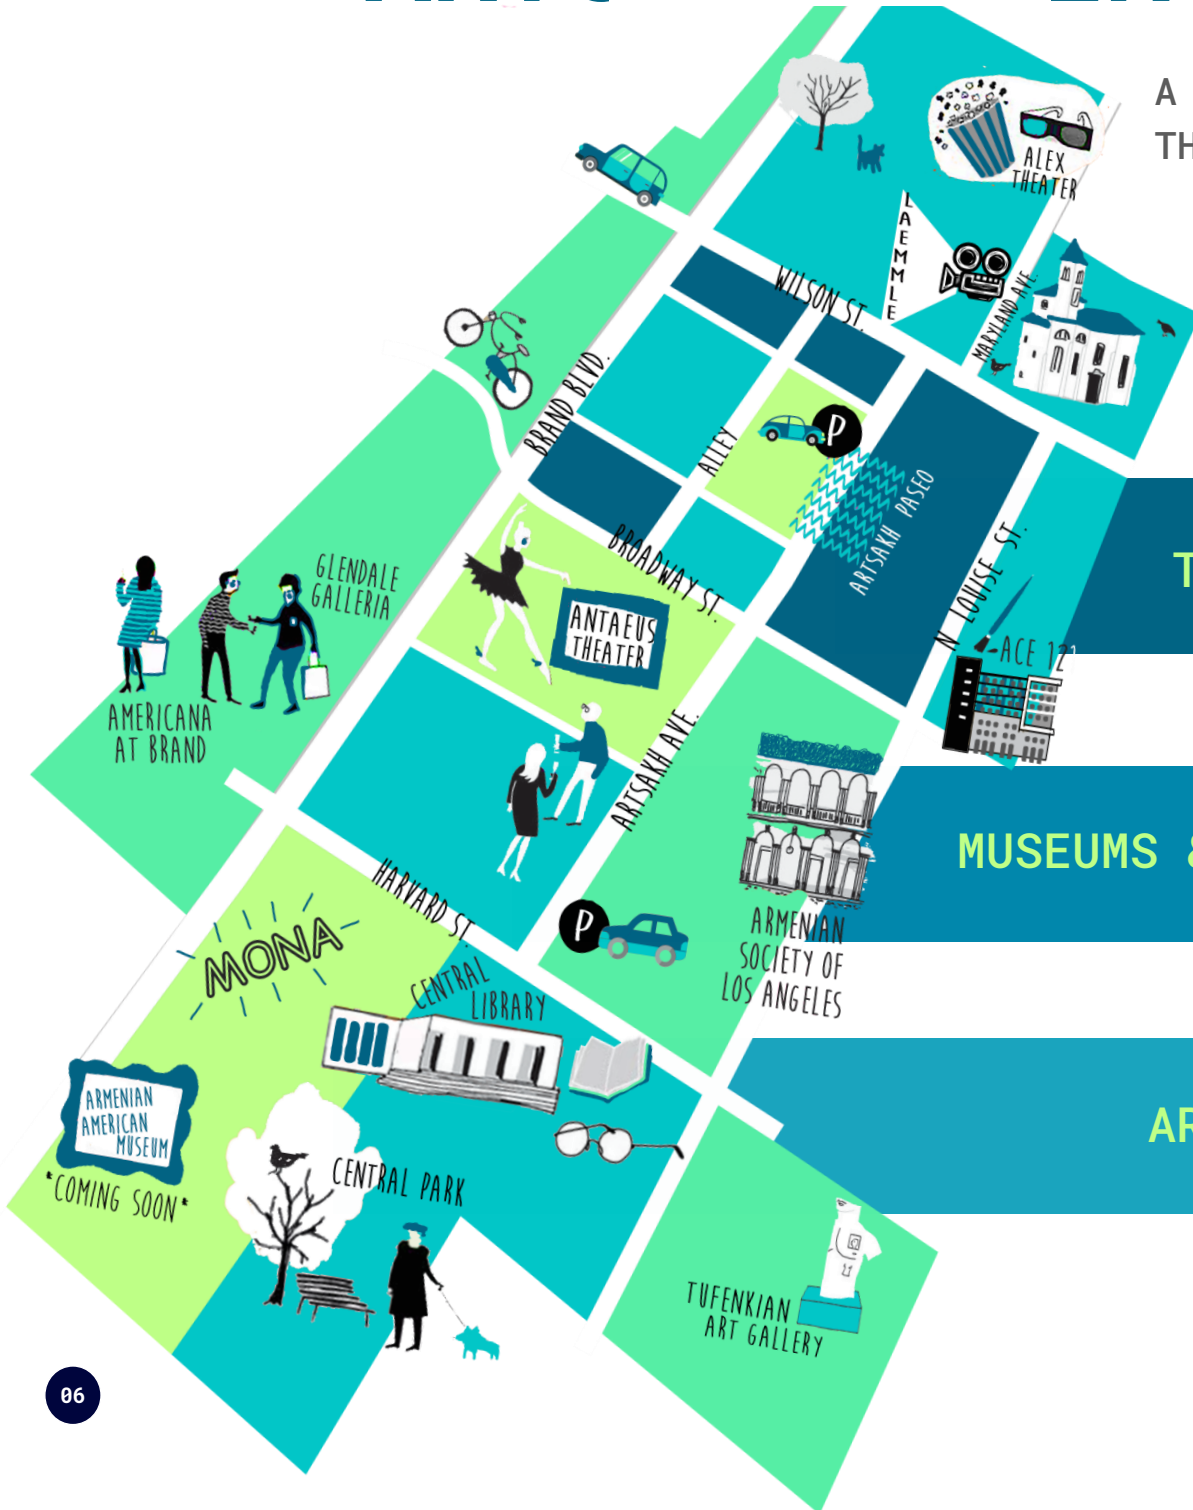 A
TH
ALEX
THEATER
LAEMMLE
WILSON ST.
MARYLAND AVE.
BRAND BLVD.
ALLEY
P
ARTSAKH PASEO
BROADWAY ST.
N LOUISE ST.
T
GLENDALE
GALLERIA
ANTAEUS
THEATER
ACE 121
AMERICANA
AT BRAND
ARTSAKH AVE.
MUSEUMS &
HARVARD ST.
P
ARMENIAN
SOCIETY OF
LOS ANGELES
MONA
CENTRAL
LIBRARY
ARMENIAN
AMERICAN
MUSEUM
*COMING SOON*
CENTRAL PARK
AR
TUFENKIAN
ART GALLERY
06